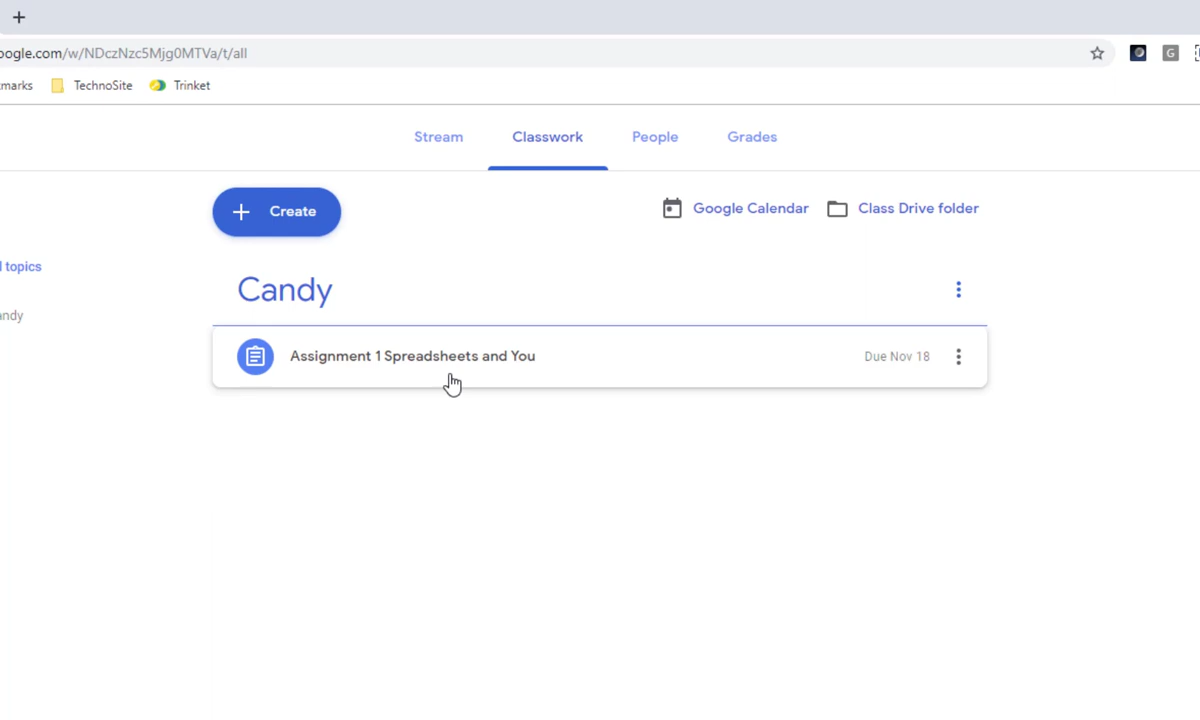 oogle.com/w/NDczNzc5Mjg0MTVa/t/all
G
marks TechnoSite Trinket
Stream Classwork People Grades
Create Google Calendar Class Drive folder
l topics
Candy
andy
Assignment 1 Spreadsheets and You Due Nov 18